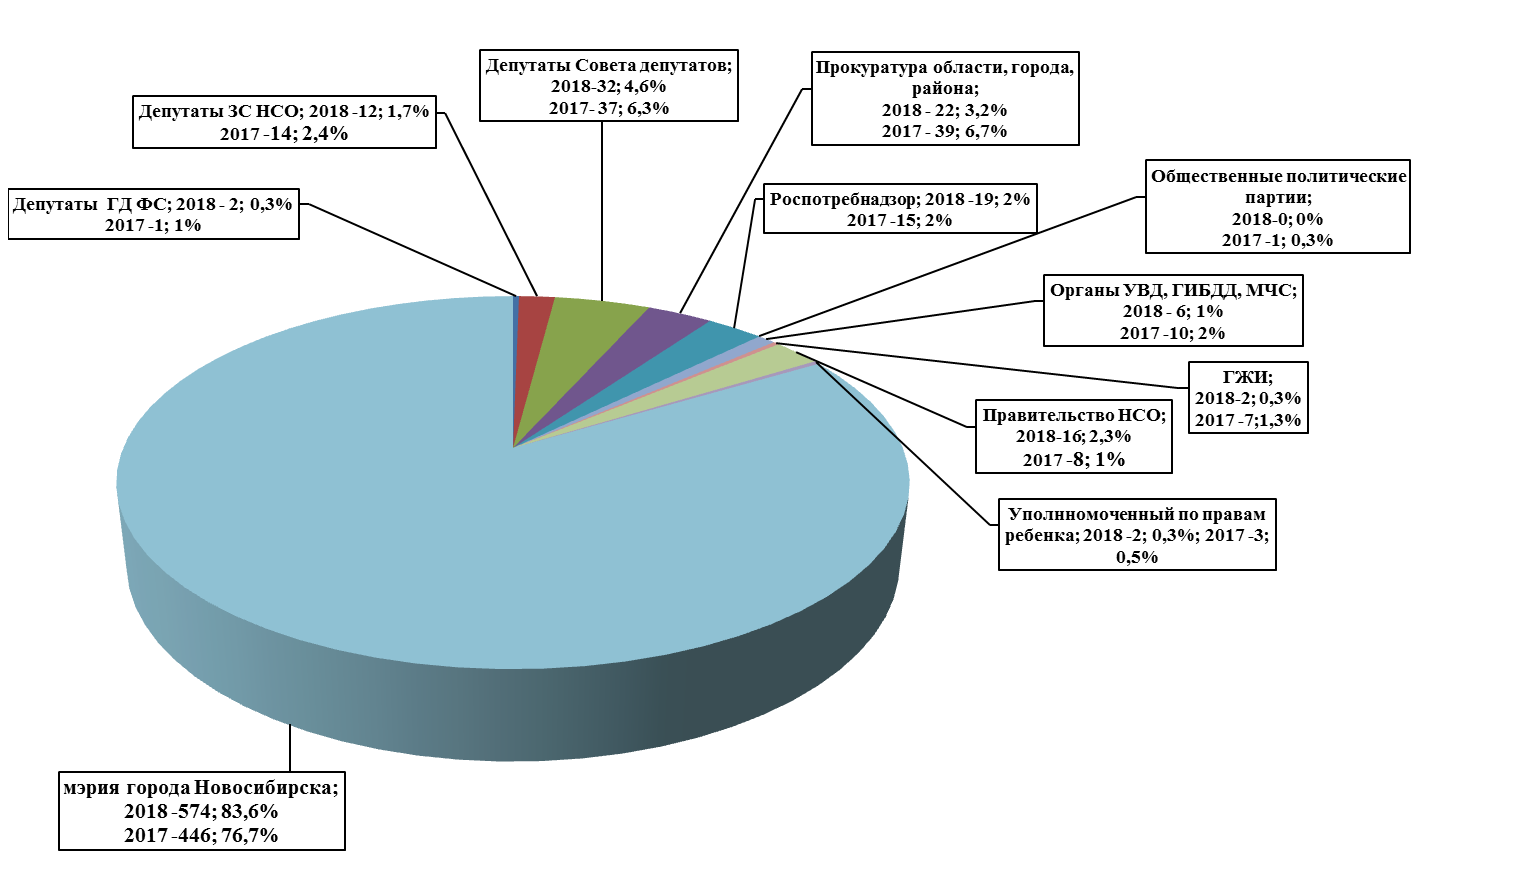 Депутаты Совета депутатов;
2018-32; 4,6%
2017- 37; 6,3%
Прокуратура области, города,
района;
2018 - 22; 3,2%
2017 - 39; 6,7%
Депутаты ЗС НСО; 2018 -12; 1,7%
2017 -14; 2,4%
Общественные политические
партии;
2018-0; 0%
2017 -1; 0,3%
Депутаты ГД ФС; 2018 - 2; 0,3%
2017 -1; 1%
Роспотребнадзор; 2018 -19; 2%
2017 -15; 2%
Органы УВД, ГИБДД, МЧС;
2018 - 6; 1%
2017 -10; 2%
ГЖИ;
2018-2; 0,3%
2017 -7;1,3%
Правительство НСО;
2018-16; 2,3%
2017 -8; 1%
Уполнномоченный по правам
ребенка; 2018 -2; 0,3%; 2017 -3;
0,5%
мэрия города Новосибирска;
2018 -574; 83,6%
2017 -446; 76,7%